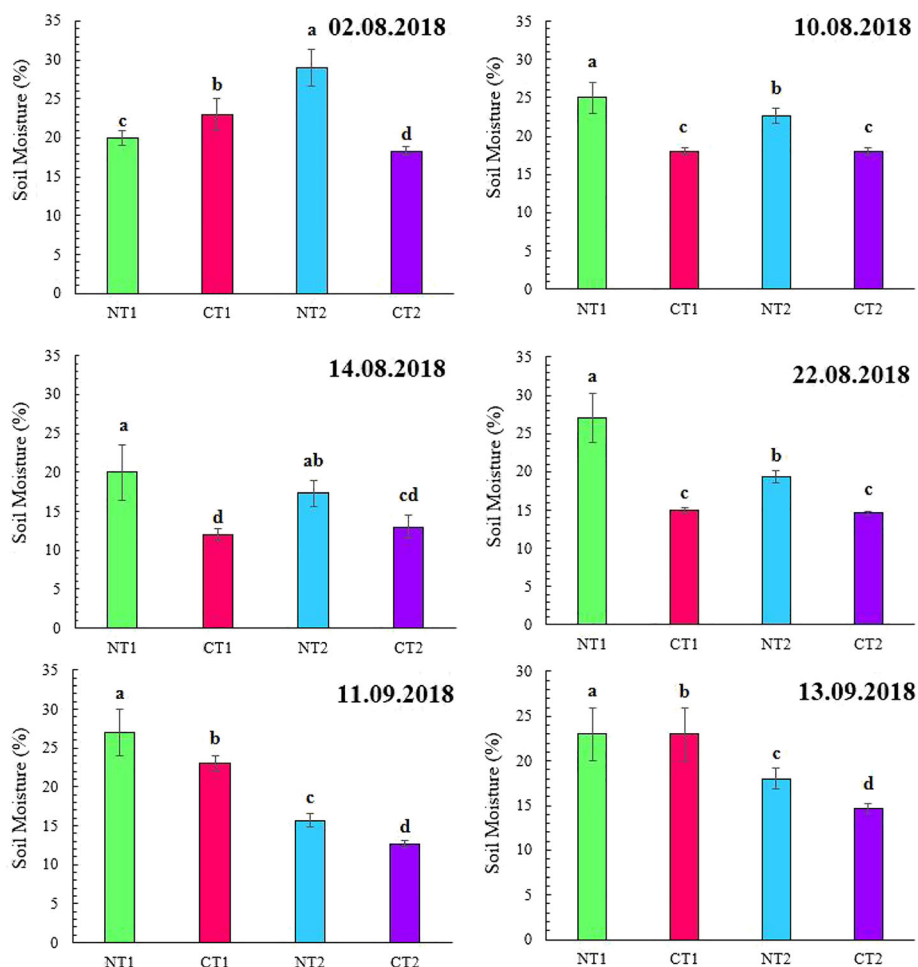 02.08.2018
Soil Moisture (%)
35
30
25
20
15
10
5
0
c
b
a
d
NT1 CT1 NT2 CT2
10.08.2018
Soil Moisture (%)
35
30
25
20
15
10
5
0
a
c
b
c
NT1 CT1 NT2 CT2
14.08.2018
Soil Moisture (%)
35
30
25
20
15
10
5
0
a
d
ab
cd
NT1 CT1 NT2 CT2
22.08.2018
Soil Moisture (%)
35
30
25
20
15
10
5
0
a
c
b
c
NT1 CT1 NT2 CT2
11.09.2018
Soil Moisture (%)
35
30
25
20
15
10
5
0
a
b
c
d
NT1 CT1 NT2 CT2
13.09.2018
Soil Moisture (%)
30
25
20
15
10
5
0
a
b
c
d
NT1 CT1 NT2 CT2